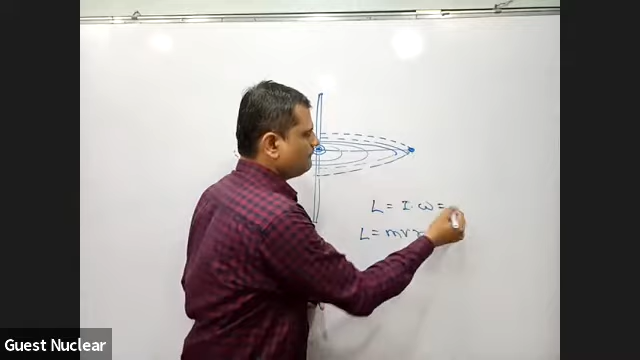 L = I. ω =
L = mvr
Guest Nuclear